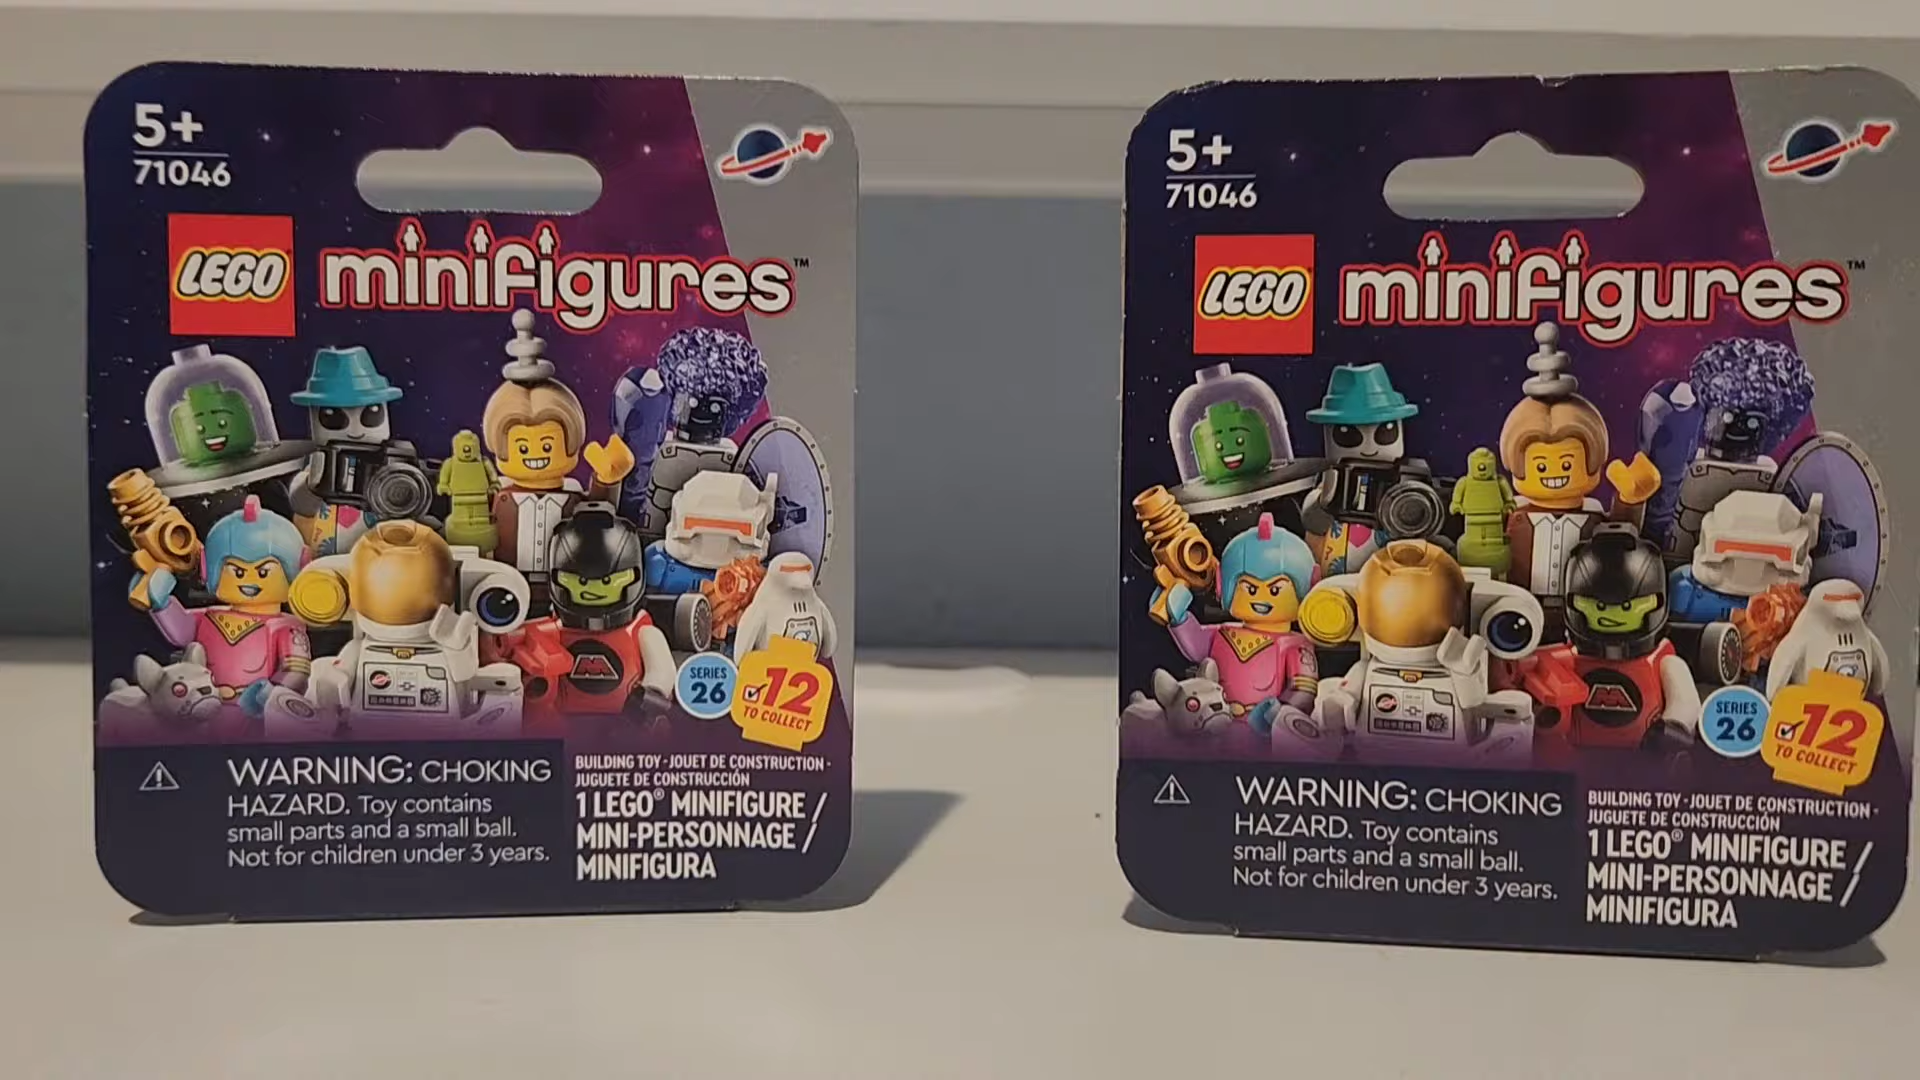 5+
71046
LEGO
minifigures™
SERIES
26
12
TO COLLECT
WARNING: CHOKING
HAZARD. Toy contains
small parts and a small ball.
Not for children under 3 years.
BUILDING TOY • JOUET DE CONSTRUCTION •
JUGUETE DE CONSTRUCCIÓN
1 LEGO® MINIFIGURE /
MINI-PERSONNAGE /
MINIFIGURA
5+
71046
LEGO
minifigures™
SERIES
26
12
TO COLLECT
WARNING: CHOKING
HAZARD. Toy contains
small parts and a small ball.
Not for children under 3 years.
BUILDING TOY • JOUET DE CONSTRUCTION •
JUGUETE DE CONSTRUCCIÓN
1 LEGO® MINIFIGURE /
MINI-PERSONNAGE /
MINIFIGURA